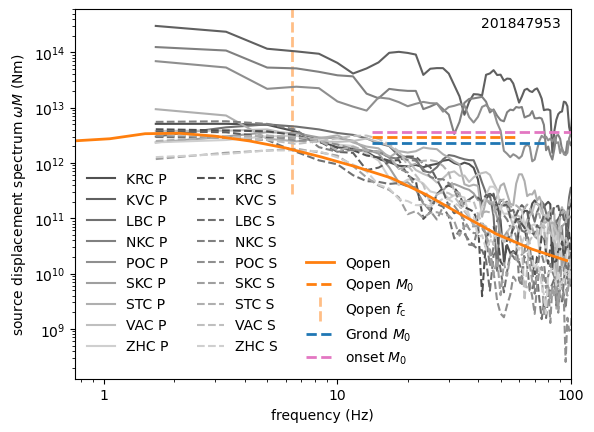 201847953
source displacement spectrum ωM (Nm)
10¹⁴
10¹³
10¹²
10¹¹
10¹⁰
10⁹
KRC P
KVC P
LBC P
NKC P
POC P
SKC P
STC P
VAC P
ZHC P
KRC S
KVC S
LBC S
NKC S
POC S
SKC S
STC S
VAC S
ZHC S
Qopen
Qopen M₀
Qopen f_c
Grond M₀
onset M₀
1 10 100
frequency (Hz)